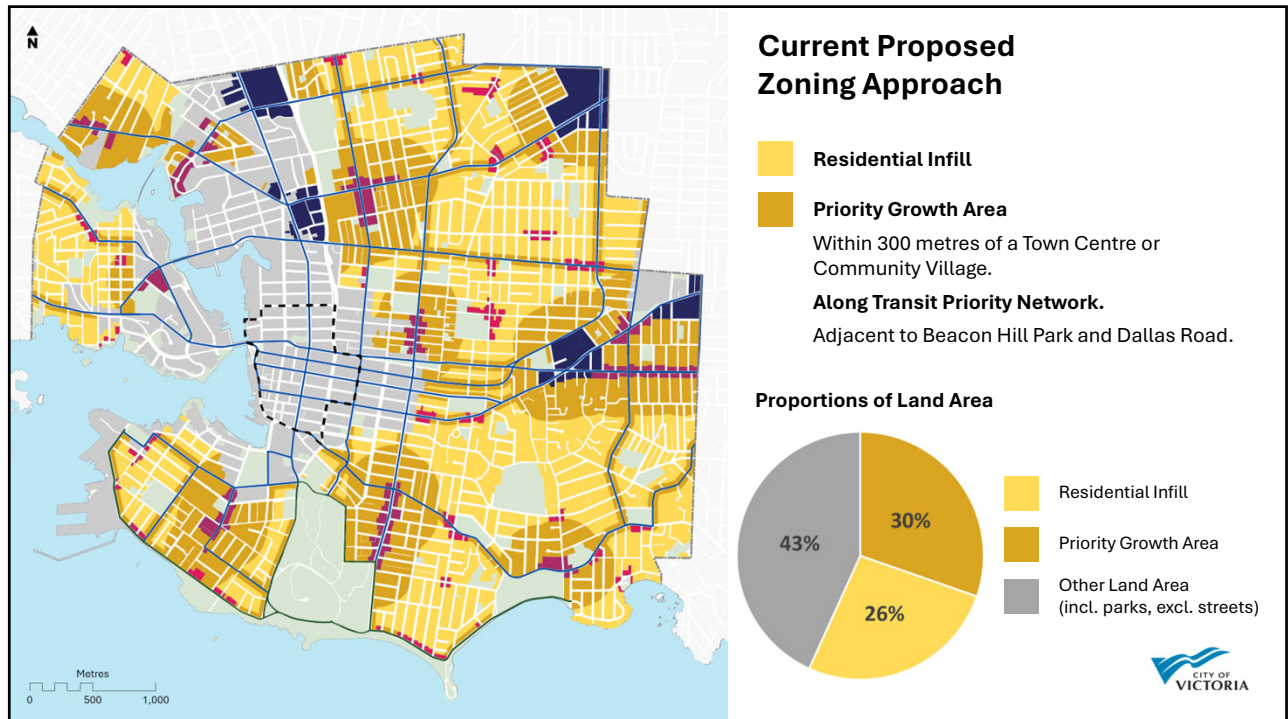 N
Current Proposed
Zoning Approach
Residential Infill
Priority Growth Area
Within 300 metres of a Town Centre or
Community Village.
Along Transit Priority Network.
Adjacent to Beacon Hill Park and Dallas Road.
Proportions of Land Area
30%
43%
26%
Residential Infill
Priority Growth Area
Other Land Area
(incl. parks, excl. streets)
Metres
0 500 1,000
CITY OF
VICTORIA